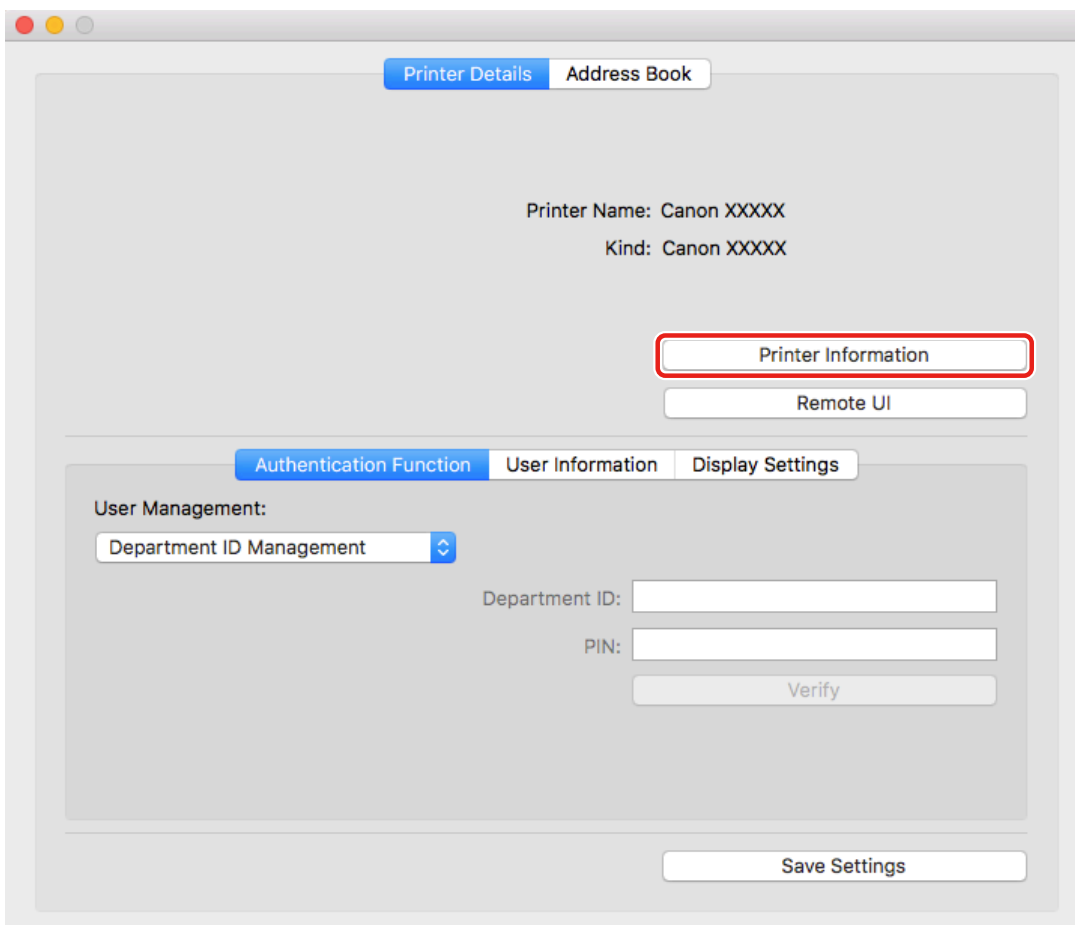 Printer Details Address Book
Printer Name: Canon XXXXX
Kind: Canon XXXXX
Printer Information
Remote UI
Authentication Function User Information Display Settings
User Management:
Department ID Management
Department ID:
PIN:
Verify
Save Settings